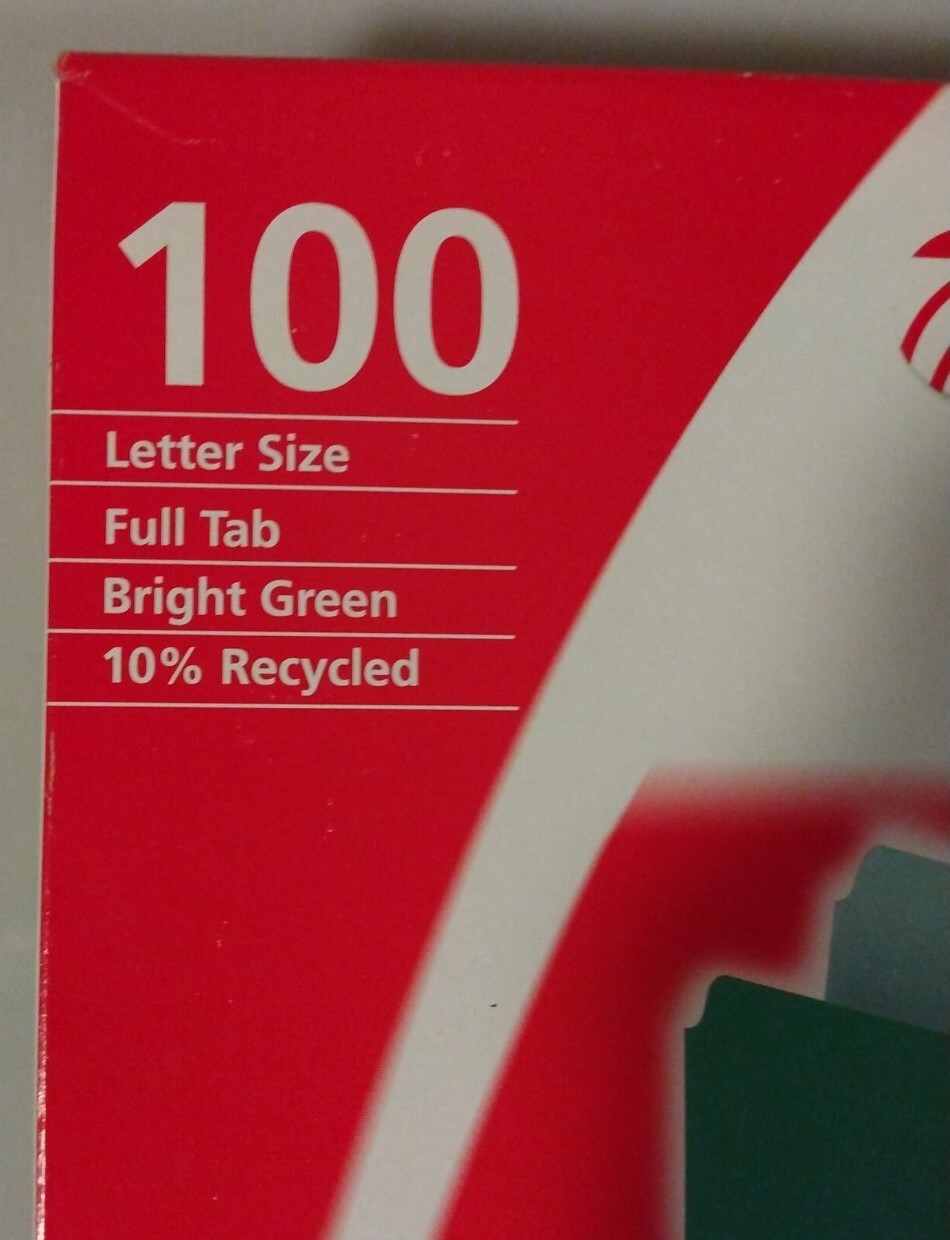 100
Letter Size
Full Tab
Bright Green
10% Recycled